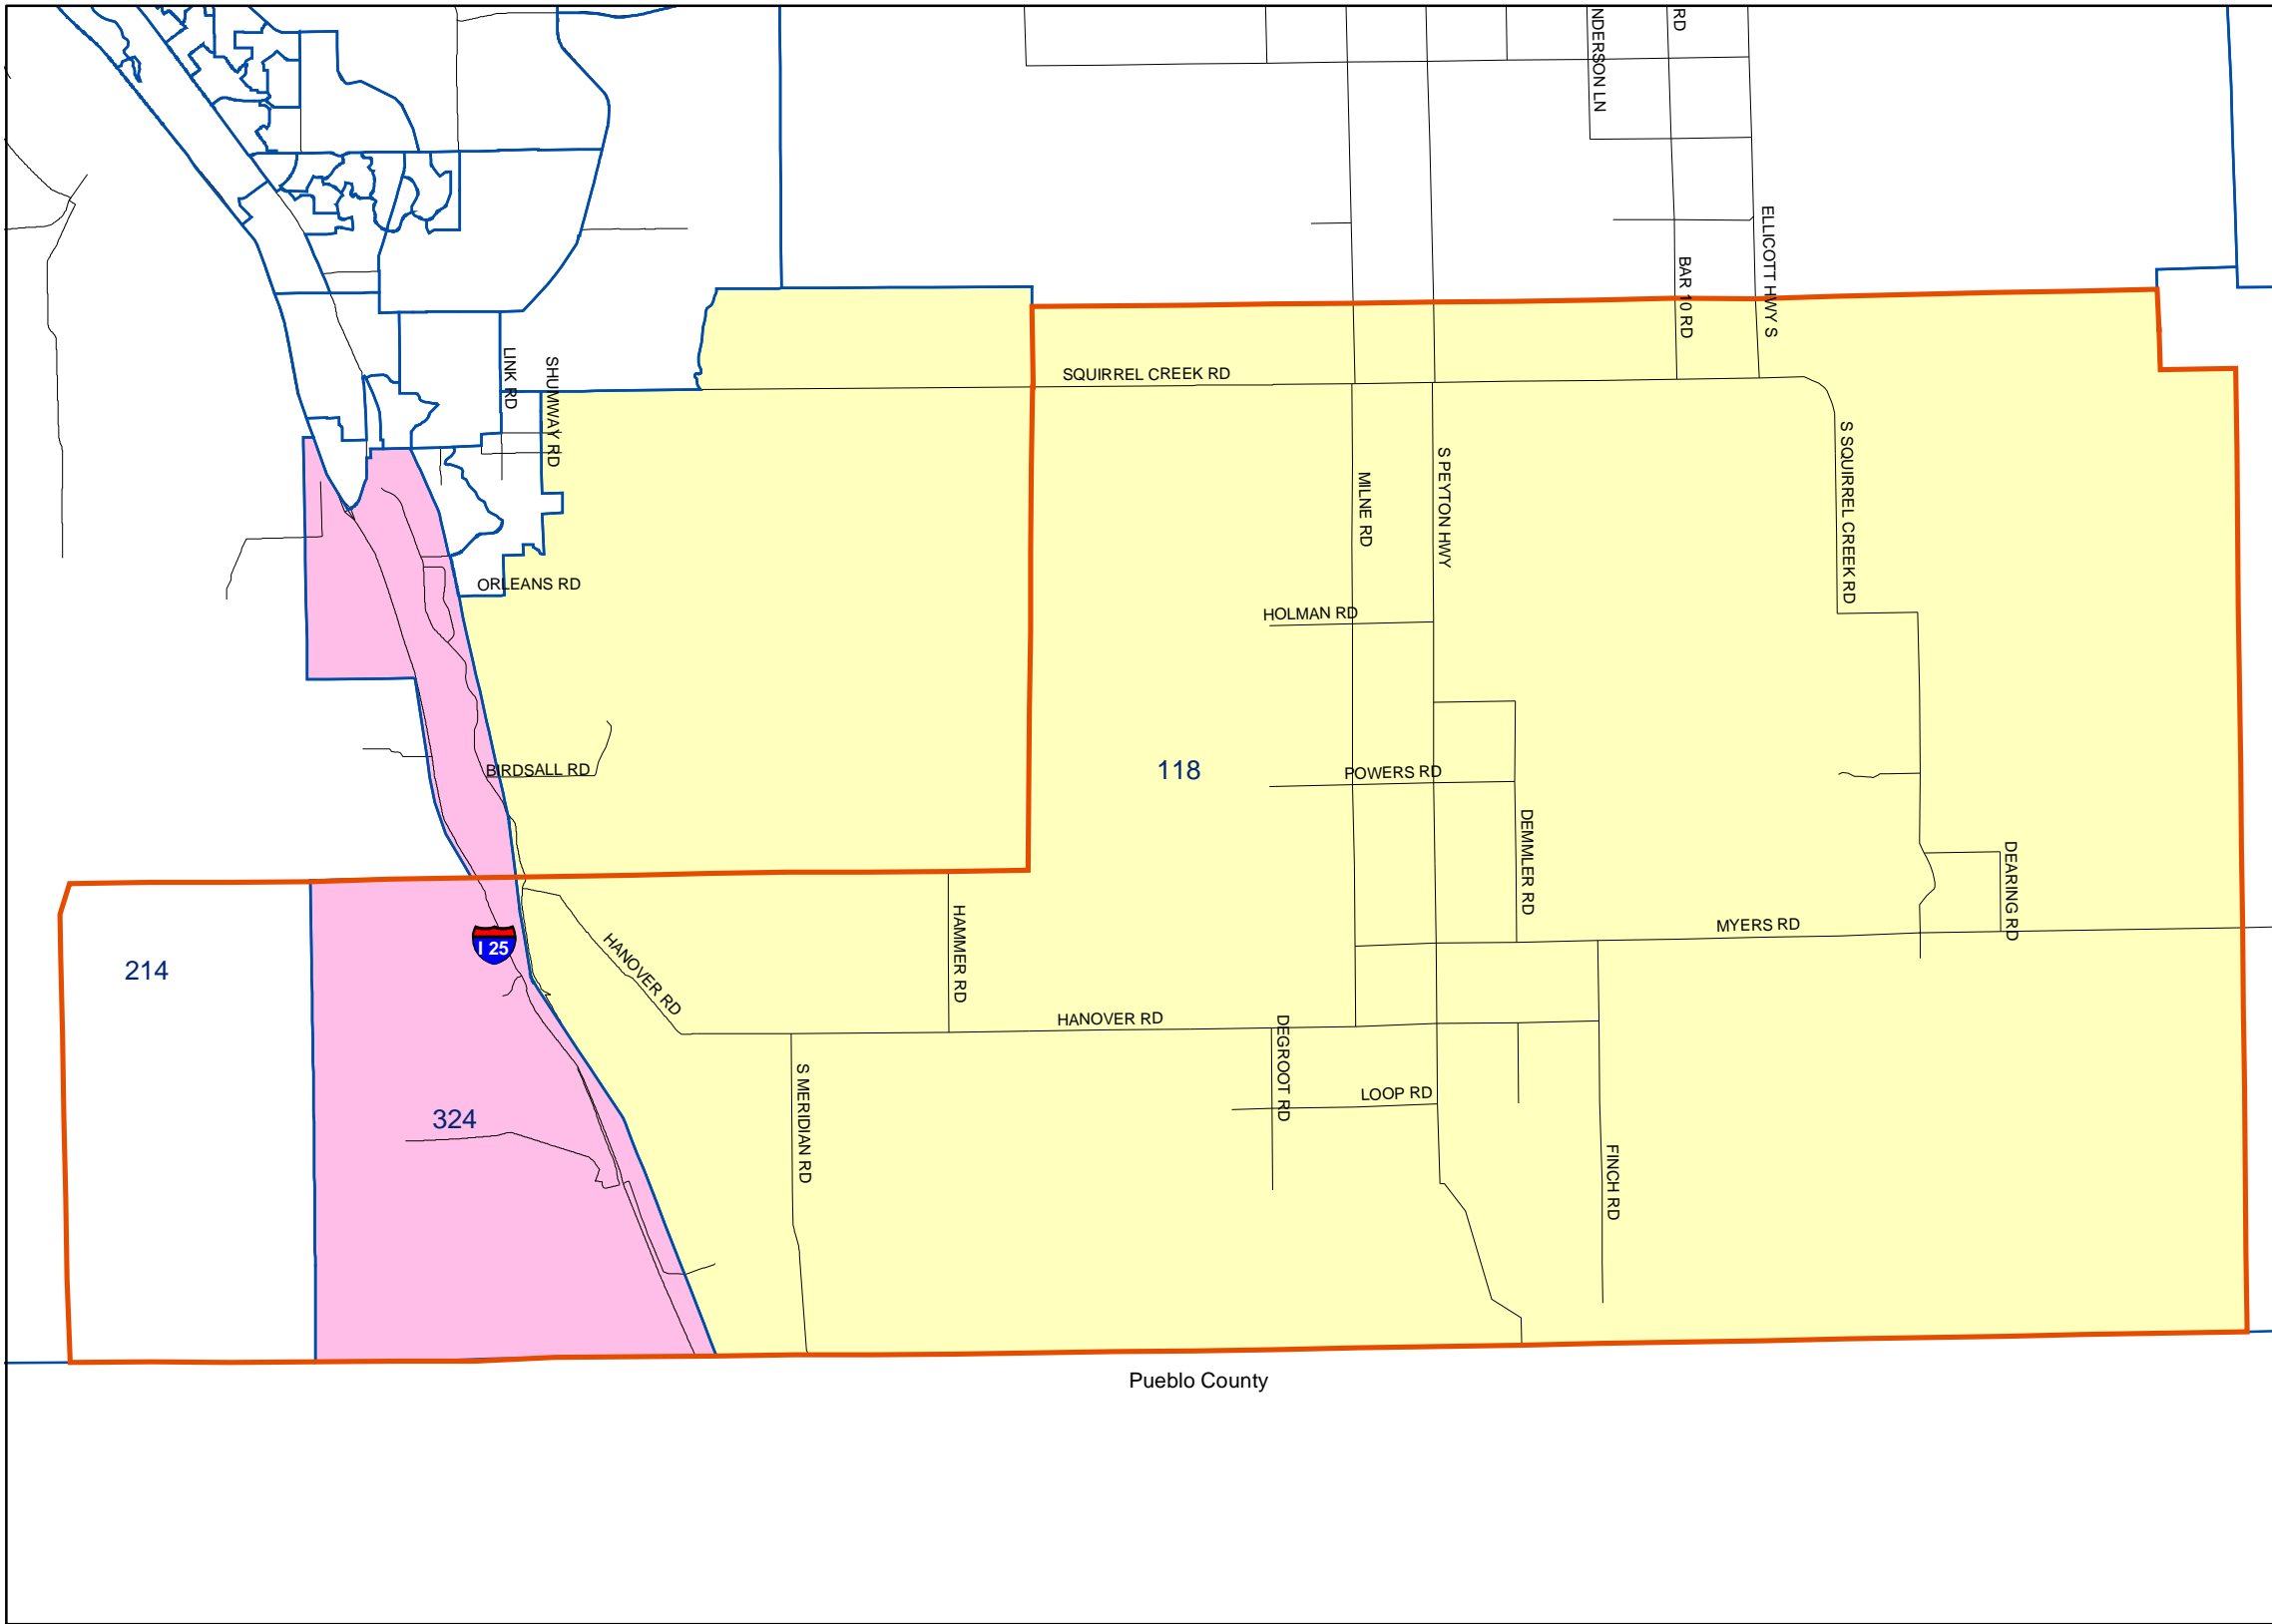 NDERSON LN
RD
ELLICOTT HWY S
BAR 10 RD
LINK RD
SHUMWAY RD
SQUIRREL CREEK RD
S SQUIRREL CREEK RD
S PEYTON HWY
MILNE RD
ORLEANS RD
HOLMAN RD
BIRDSALL RD
118
POWERS RD
DEMMLER RD
DEARING RD
MYERS RD
HAMMER RD
HANOVER RD
I 25
214
HANOVER RD
DEGROOT RD
S MERIDIAN RD
LOOP RD
324
FINCH RD
Pueblo County